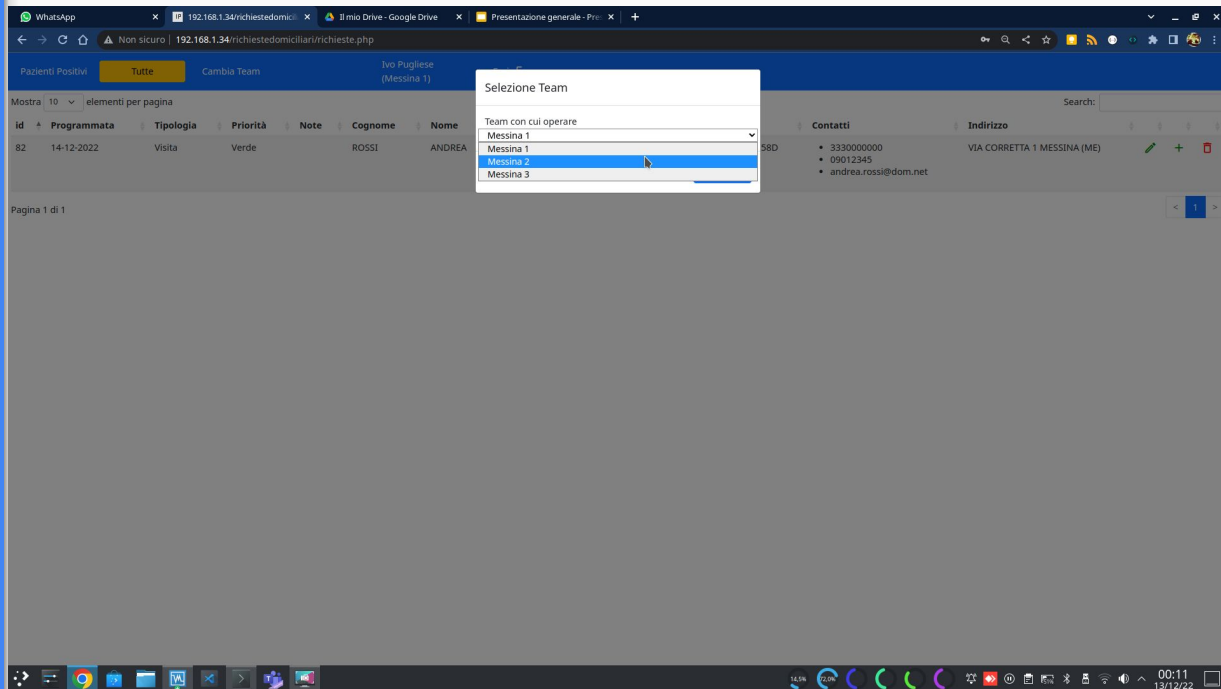 WhatsApp
192.168.1.34/richiestedomicili
Il mio Drive - Google Drive
Presentazione generale - Pre
Non sicuro | 192.168.1.34/richiestedomiciliari/richieste.php
Pazienti Positivi
Tutte
Cambia Team
Ivo Pugliese
(Messina 1)
Selezione Team
Team con cui operare
Messina 1
Messina 1
Messina 2
Messina 3
Mostra 10 elementi per pagina
Search:
id Programmata Tipologia Priorità Note Cognome Nome Contatti Indirizzo
82 14-12-2022 Visita Verde ROSSI ANDREA 58D 3330000000 VIA CORRETTA 1 MESSINA (ME)
09012345
andrea.rossi@dom.net
Pagina 1 di 1
< 1 >
14,5% 72,0%
00:11
13/12/22